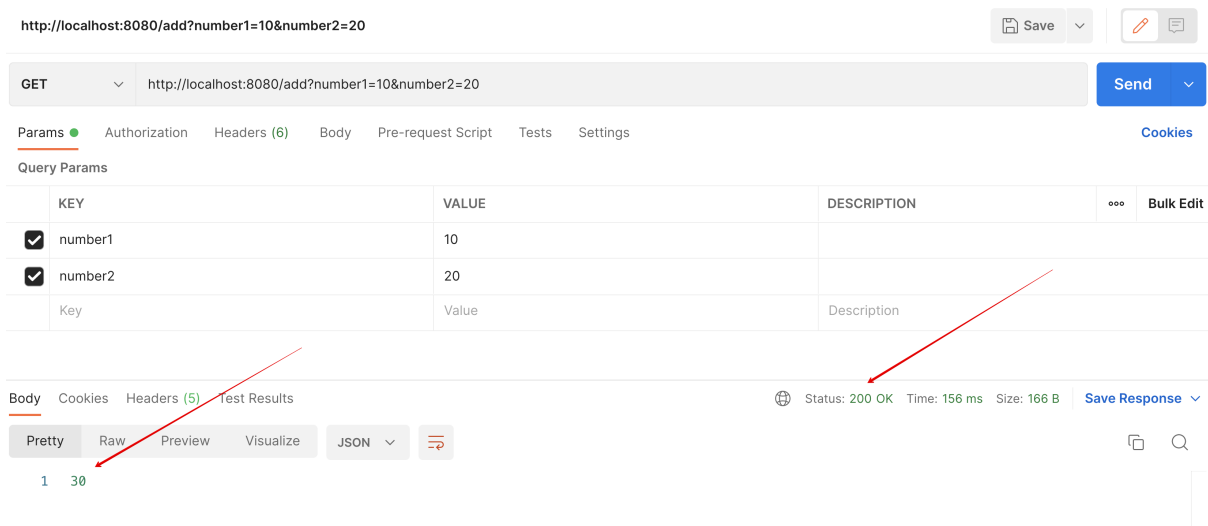 http://localhost:8080/add?number1=10&number2=20
Save
GET http://localhost:8080/add?number1=10&number2=20 Send
Params Authorization Headers (6) Body Pre-request Script Tests Settings Cookies
Query Params
KEY VALUE DESCRIPTION ooo Bulk Edit
number1 10
number2 20
Key Value Description
Body Cookies Headers (5) Test Results Status: 200 OK Time: 156 ms Size: 166 B Save Response
Pretty Raw Preview Visualize JSON
1 30